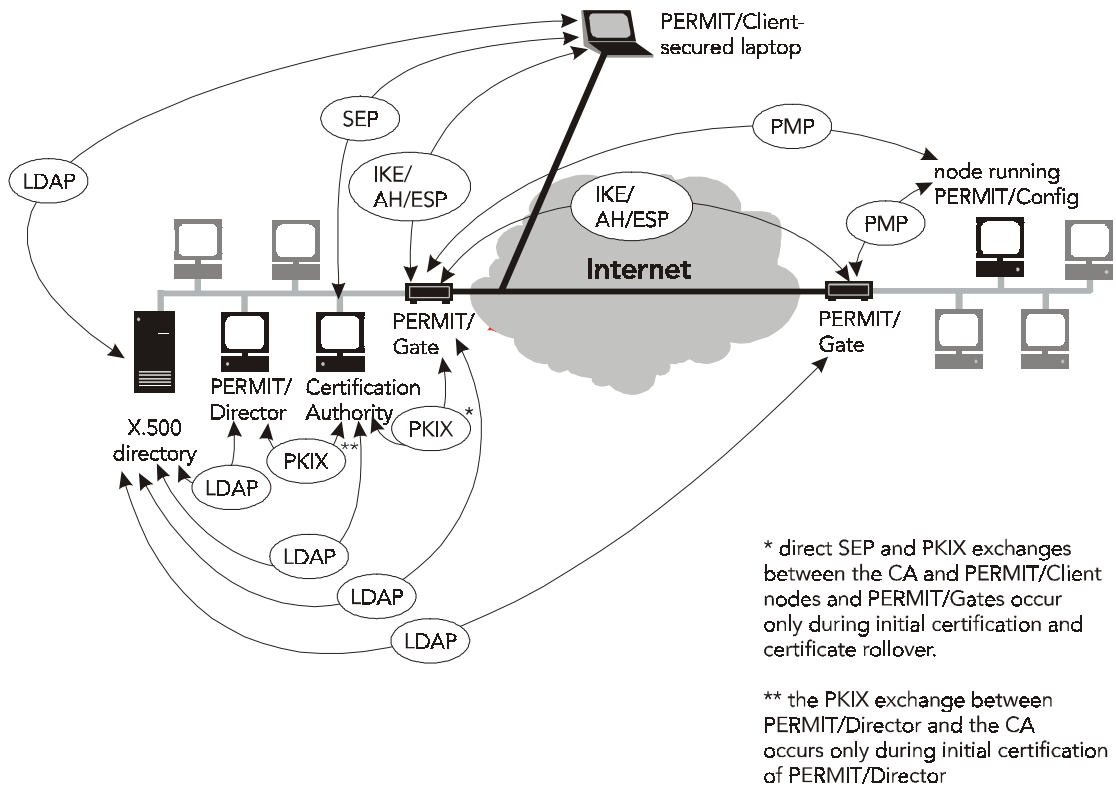 PERMIT/Client-
secured laptop
SEP
PMP
LDAP
IKE/
AH/ESP
IKE/
AH/ESP
node running
PERMIT/Config
PMP
Internet
PERMIT/
Gate
PERMIT/
Gate
PERMIT/
Director
Certification
Authority
X.500
directory
PKIX
*
PKIX
**
LDAP
LDAP
LDAP
LDAP
* direct SEP and PKIX exchanges
between the CA and PERMIT/Client
nodes and PERMIT/Gates occur
only during initial certification and
certificate rollover.
** the PKIX exchange between
PERMIT/Director and the CA
occurs only during initial certification
of PERMIT/Director